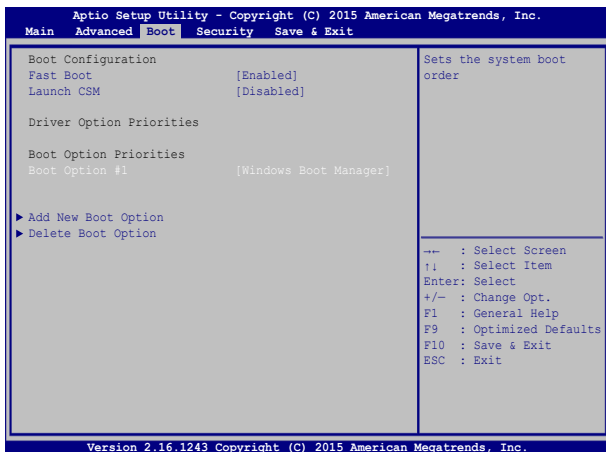 Aptio Setup Utility - Copyright (C) 2015 American Megatrends, Inc.
Main Advanced Boot Security Save & Exit
Boot Configuration
Fast Boot [Enabled]
Launch CSM [Disabled]
Driver Option Priorities
Boot Option Priorities
Boot Option #1 [Windows Boot Manager]
▶ Add New Boot Option
▶ Delete Boot Option
Sets the system boot
order
→← : Select Screen
↑↓ : Select Item
Enter: Select
+/— : Change Opt.
F1 : General Help
F9 : Optimized Defaults
F10 : Save & Exit
ESC : Exit
Version 2.16.1243 Copyright (C) 2015 American Megatrends, Inc.